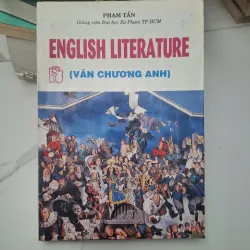 PHẠM TẤN
Giảng viên Đại học Sư Phạm TP.HCM
ENGLISH LITERATURE
(VĂN CHƯƠNG ANH)